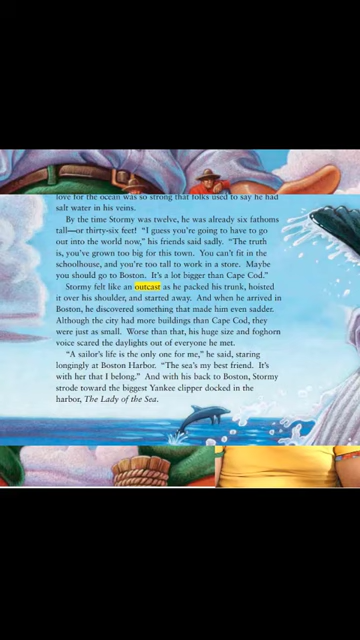 love for the ocean was so strong that folks used to say he had
salt water in his veins.
By the time Stormy was twelve, he was already six fathoms
tall—or thirty-six feet! "I guess you're going to have to go
out into the world now," his friends said sadly. "The truth
is, you've grown too big for this town. You can't fit in the
schoolhouse, and you're too tall to work in a store. Maybe
you should go to Boston. It's a lot bigger than Cape Cod."
Stormy felt like an outcast as he packed his trunk, hoisted
it over his shoulder, and started away. And when he arrived in
Boston, he discovered something that made him even sadder.
Although the city had more buildings than Cape Cod, they
were just as small. Worse than that, his huge size and foghorn
voice scared the daylights out of everyone he met.
"A sailor's life is the only one for me," he said, staring
longingly at Boston Harbor. "The sea's my best friend. It's
with her that I belong." And with his back to Boston, Stormy
strode toward the biggest Yankee clipper docked in the
harbor, The Lady of the Sea.